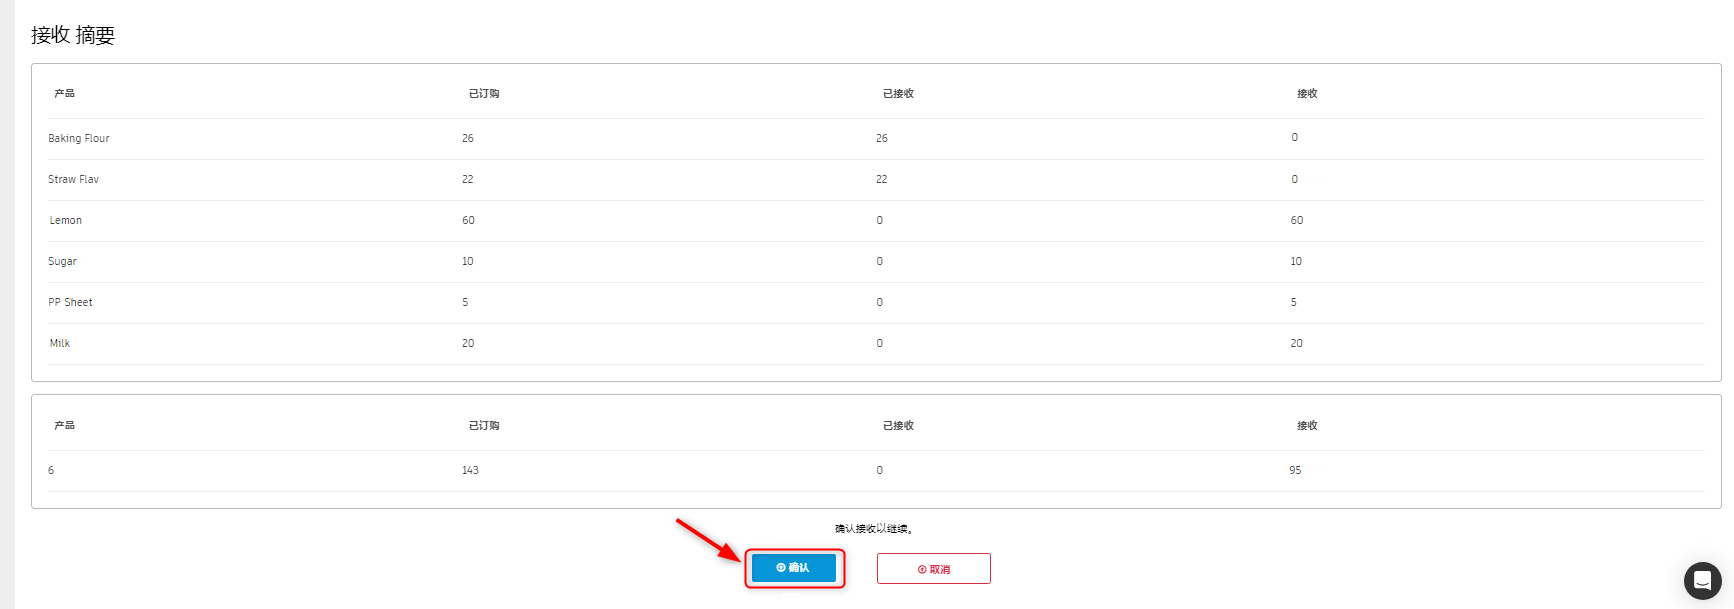 接收 摘要
产品 已订购 已接收 接收
Baking Flour 26 26 0
Straw Flav 22 22 0
Lemon 60 0 60
Sugar 10 0 10
PP Sheet 5 0 5
Milk 20 0 20
产品 已订购 已接收 接收
6 143 0 95
确认接收以继续。
确认 取消